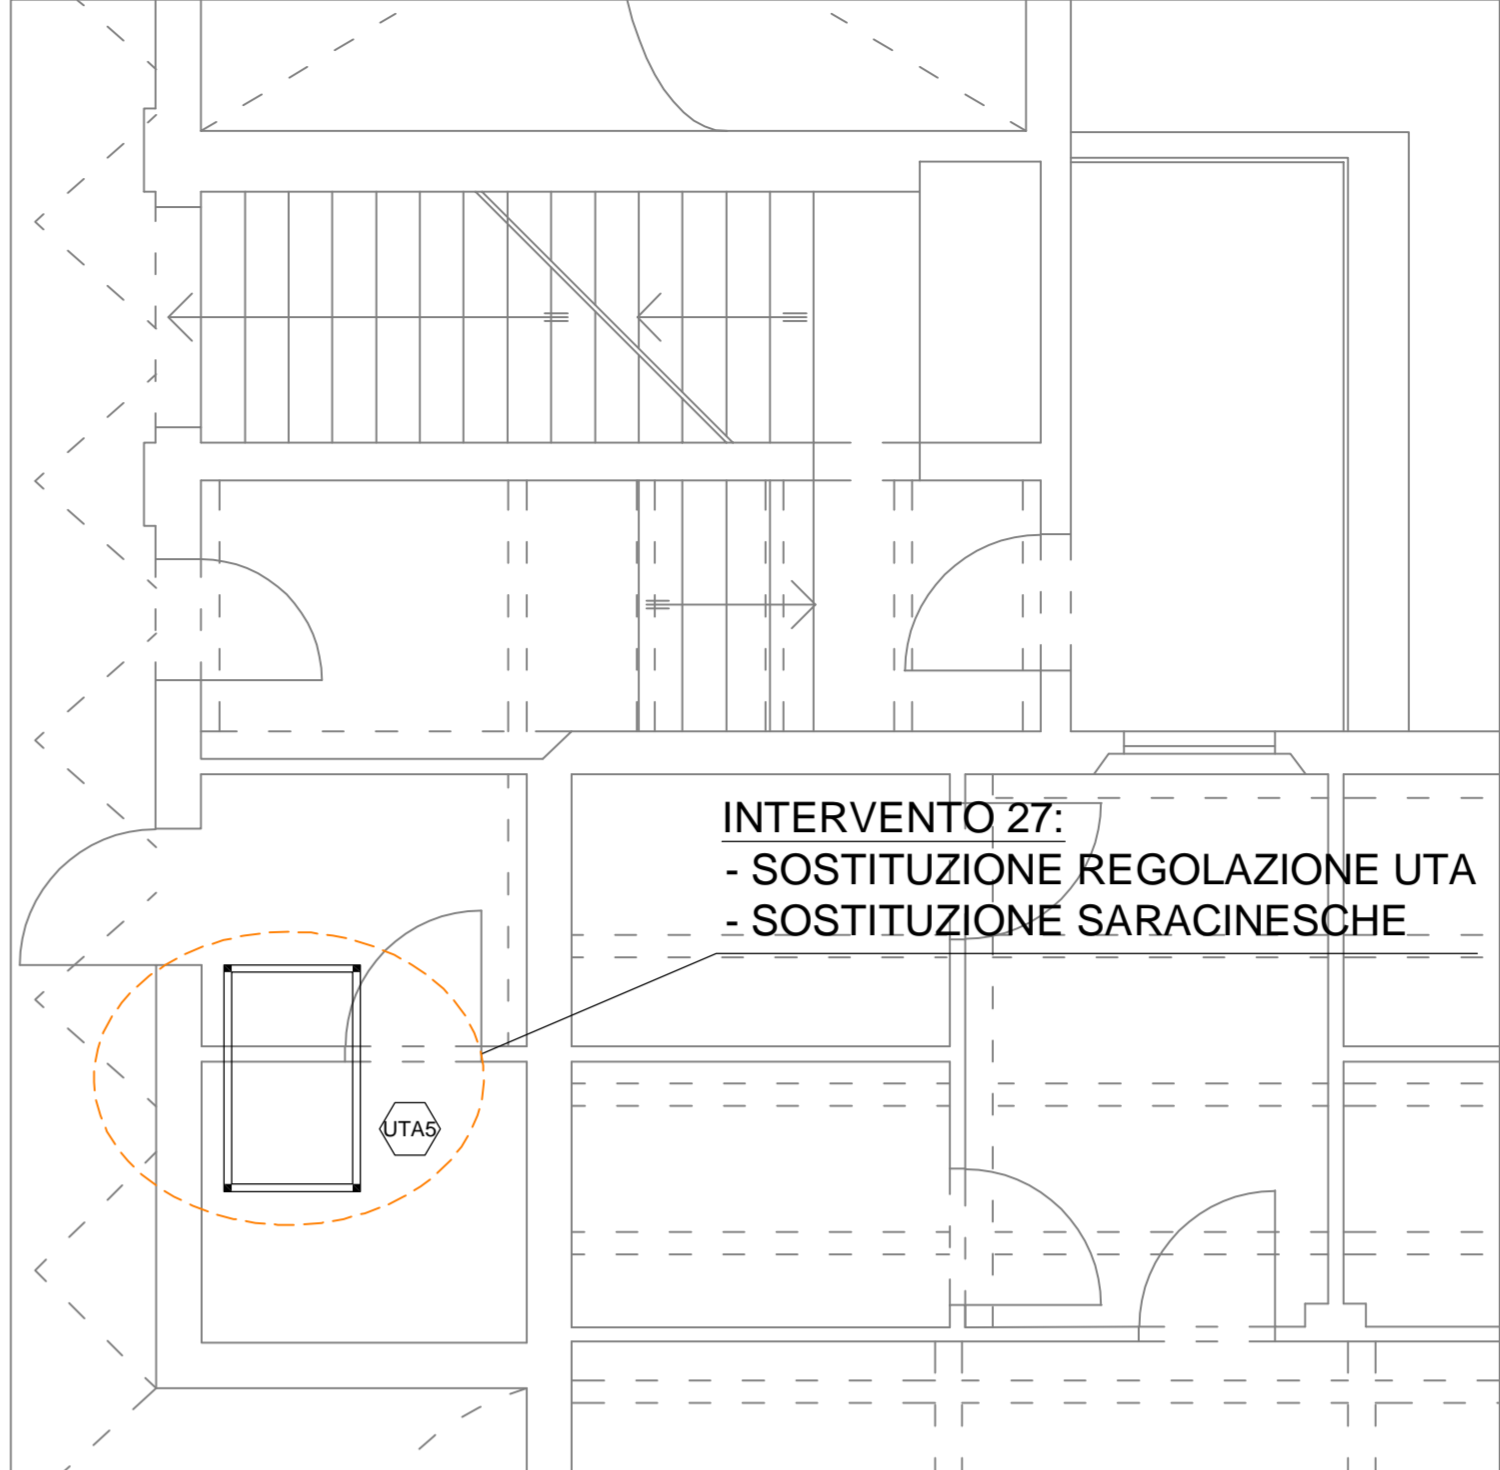 INTERVENTO 27:
- SOSTITUZIONE REGOLAZIONE UTA
- SOSTITUZIONE SARACINESCHE
UTA5